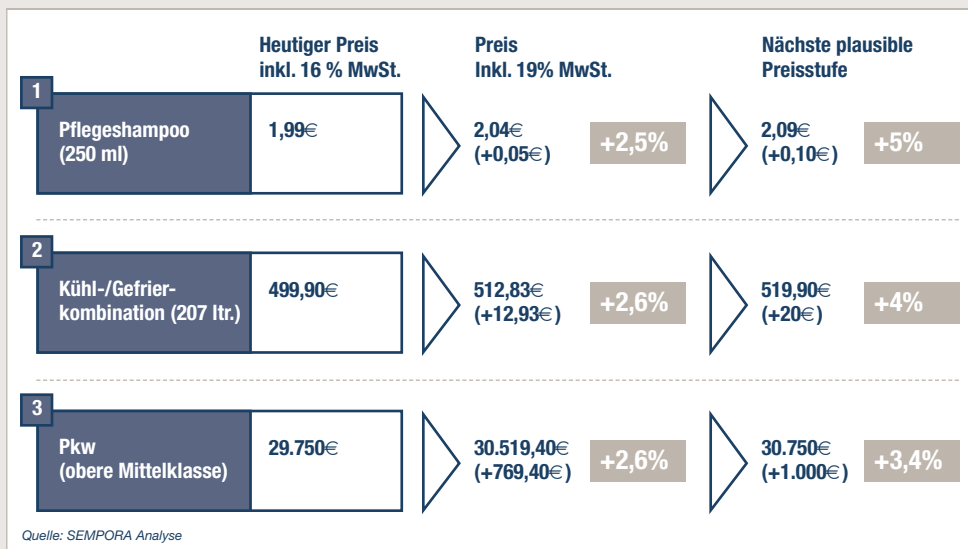 Heutiger Preis
inkl. 16 % MwSt.
Preis
Inkl. 19% MwSt.
Nächste plausible
Preisstufe
1
Pflegeshampoo
(250 ml)
1,99€
2,04€
(+0,05€)
+2,5%
2,09€
(+0,10€)
+5%
2
Kühl-/Gefrier-
kombination (207 ltr.)
499,90€
512,83€
(+12,93€)
+2,6%
519,90€
(+20€)
+4%
3
Pkw
(obere Mittelklasse)
29.750€
30.519,40€
(+769,40€)
+2,6%
30.750€
(+1.000€)
+3,4%
Quelle: SEMPORA Analyse